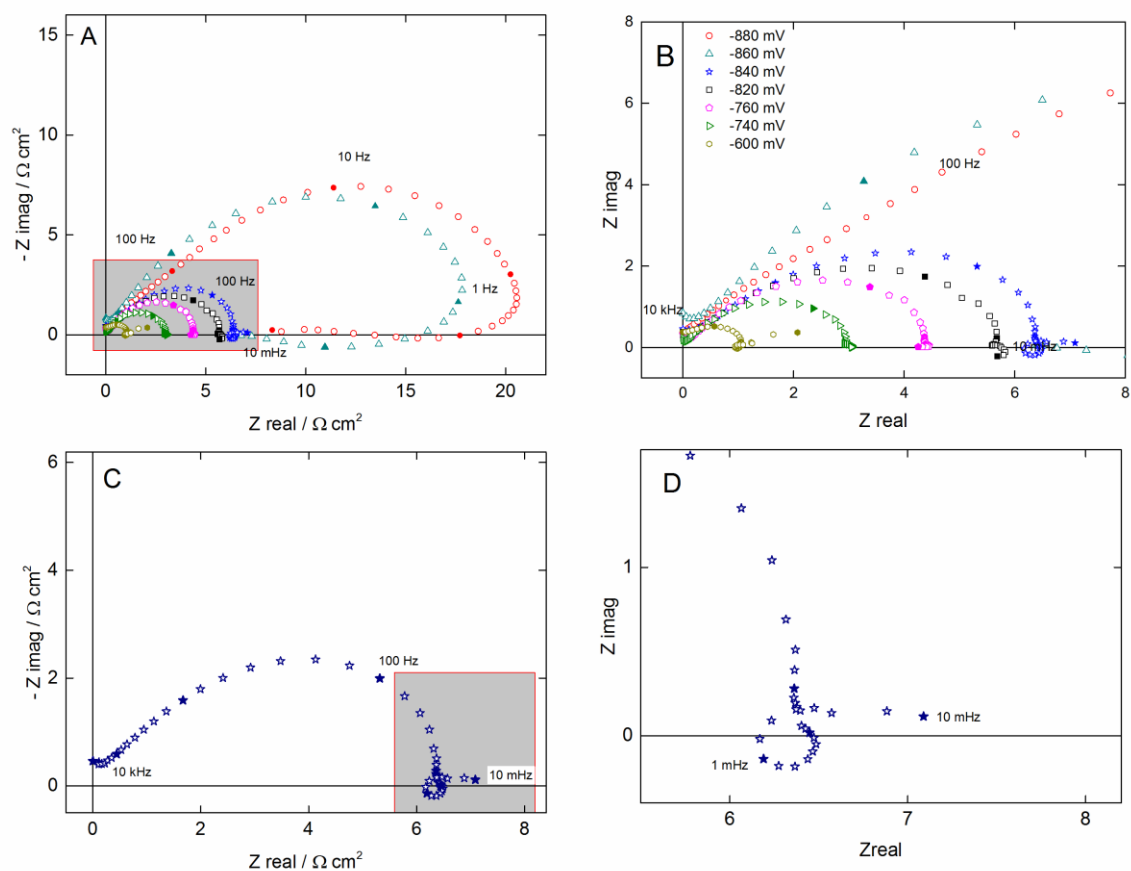 A
15
10
5
0
- Z imag / Ω cm²
10 Hz
100 Hz
100 Hz
1 Hz
10 mHz
0
5
10
15
20
Z real / Ω cm²
B
8
6
4
2
0
Z imag
-880 mV
-860 mV
-840 mV
-820 mV
-760 mV
-740 mV
-600 mV
100 Hz
10 kHz
10 mHz
0
2
4
6
8
Z real
C
6
4
2
0
- Z imag / Ω cm²
100 Hz
10 kHz
10 mHz
0
2
4
6
8
Z real / Ω cm²
D
1
0
Z imag
10 mHz
1 mHz
6
7
8
Zreal